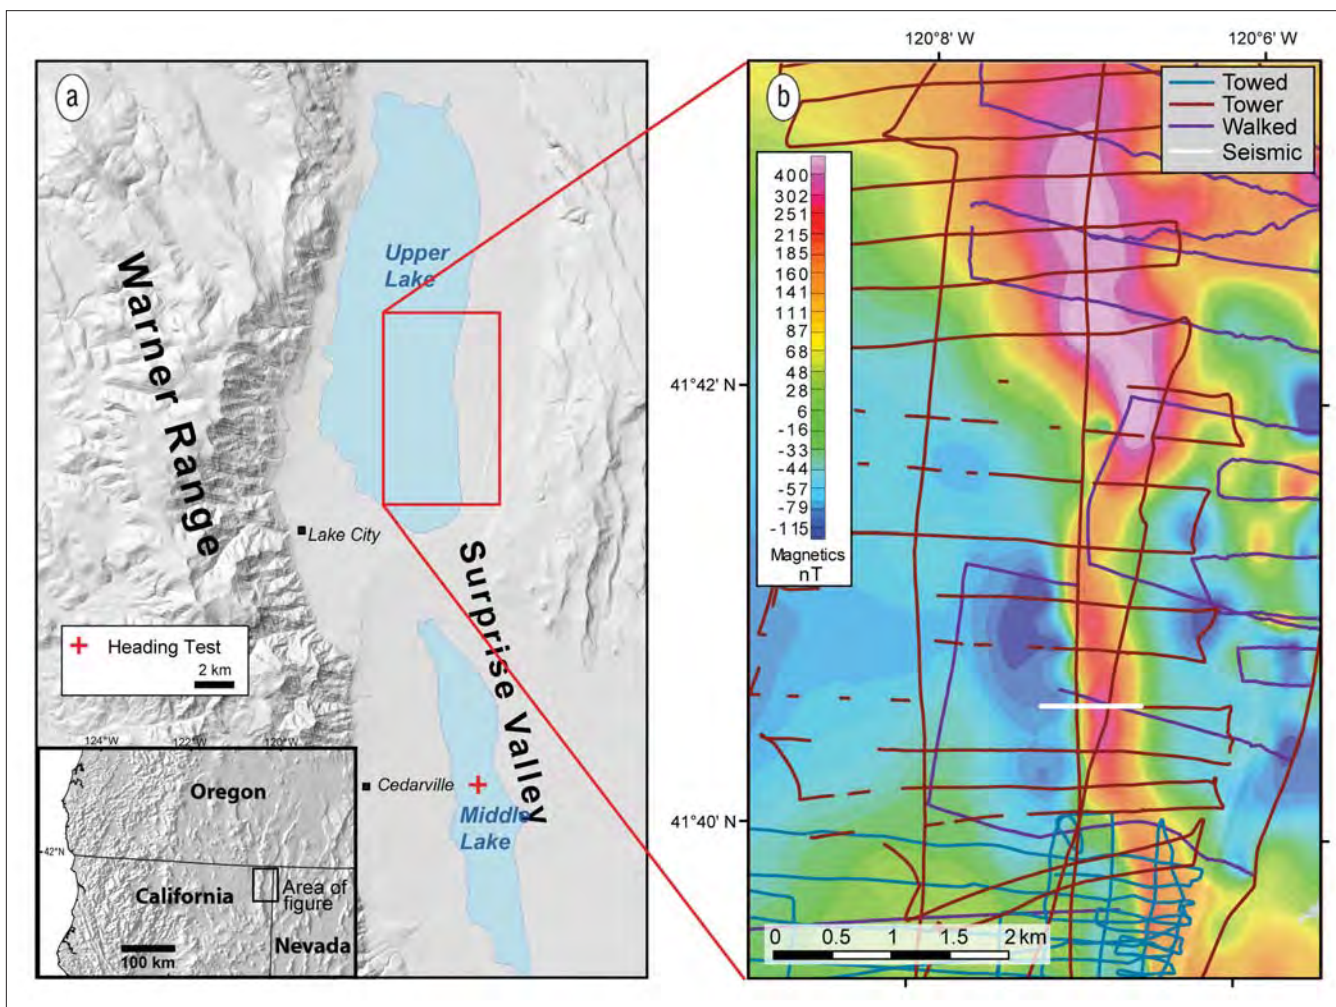 a
Upper
Lake
Warner Range
Lake City
Surprise Valley
Heading Test
2 km
Cedarville
Middle
Lake
124°W
122°W
120°W
Oregon
42°N
California
Area of
figure
Nevada
100 km
120°8' W
120°6' W
b
Towed
Tower
Walked
Seismic
400
302
251
215
185
160
141
111
87
68
48
28
6
-16
-33
-44
-57
-79
-115
Magnetics
nT
41°42' N
41°40' N
0 0.5 1 1.5 2 km